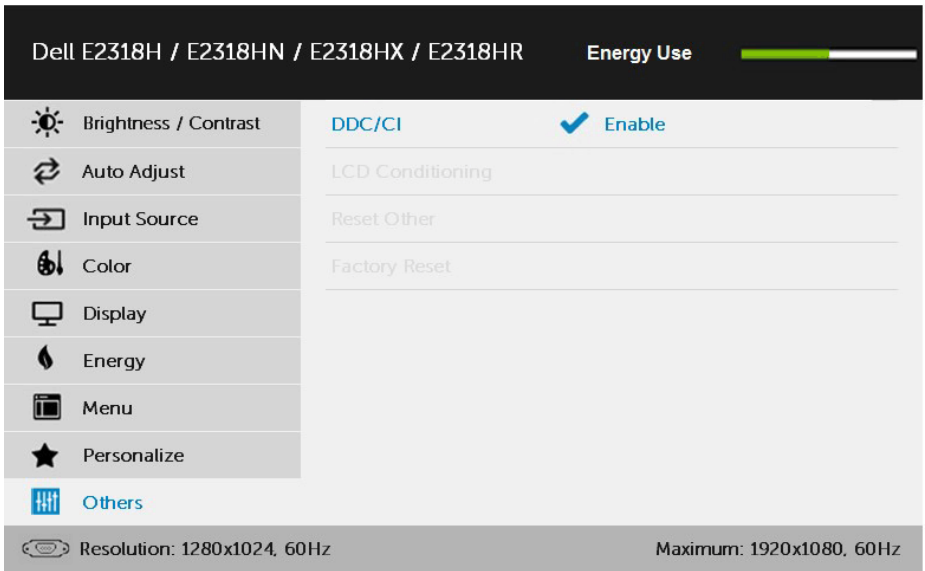 Dell E2318H / E2318HN / E2318HX / E2318HR Energy Use
Brightness / Contrast DDC/CI Enable
Auto Adjust LCD Conditioning
Input Source Reset Other
Color Factory Reset
Display
Energy
Menu
Personalize
Others
Resolution: 1280x1024, 60Hz Maximum: 1920x1080, 60Hz